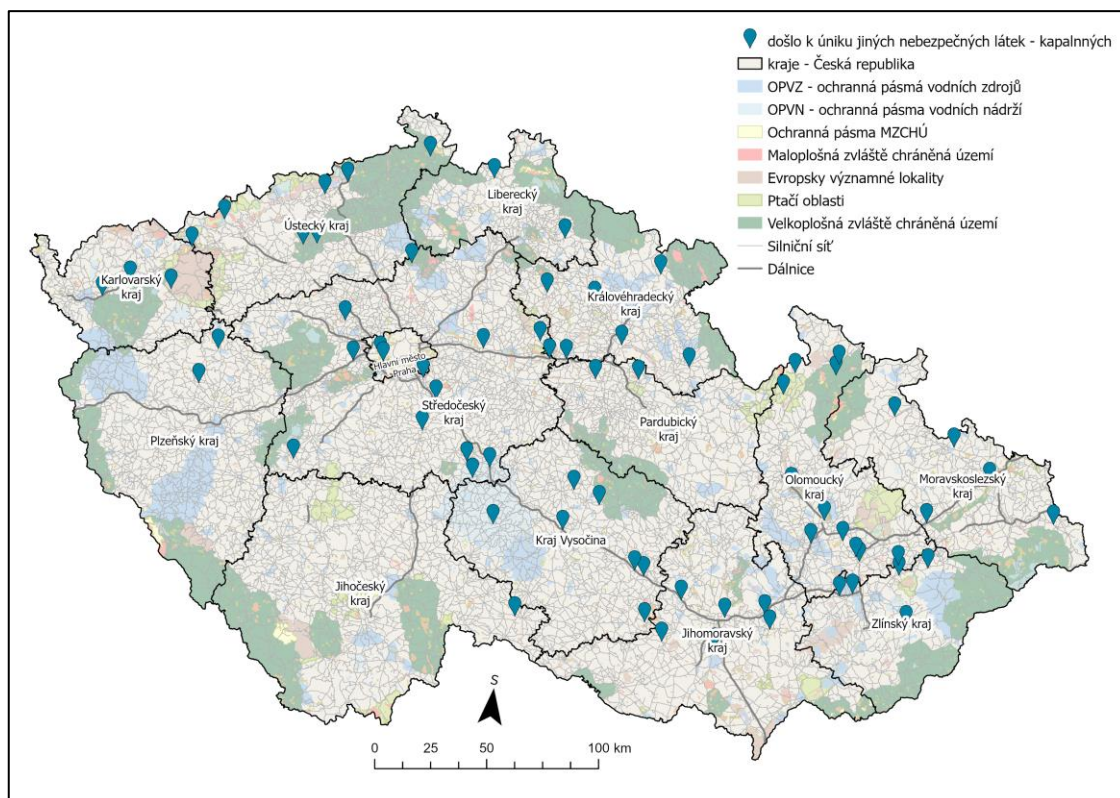 došlo k úniku jiných nebezpečných látek - kapalnných
kraje - Česká republika
OPVZ - ochranná pásmá vodních zdrojů
OPVN - ochranná pásma vodních nádrží
Ochranná pásma MZCHÚ
Maloplošná zvláště chráněná území
Evropsky významné lokality
Ptačí oblasti
Velkoplošná zvláště chráněná území
Silniční síť
Dálnice
Liberecký
kraj
Ústecký kraj
Karlovarský
kraj
Královéhradecký
kraj
Hlavní město
Praha
Středočeský
kraj
Pardubický
kraj
Plzeňský kraj
Olomoucký
kraj
Moravskoslezský
kraj
Kraj Vysočina
Jihočeský
kraj
Jihomoravský
kraj
Zlínský kraj
S
0 25 50 100 km